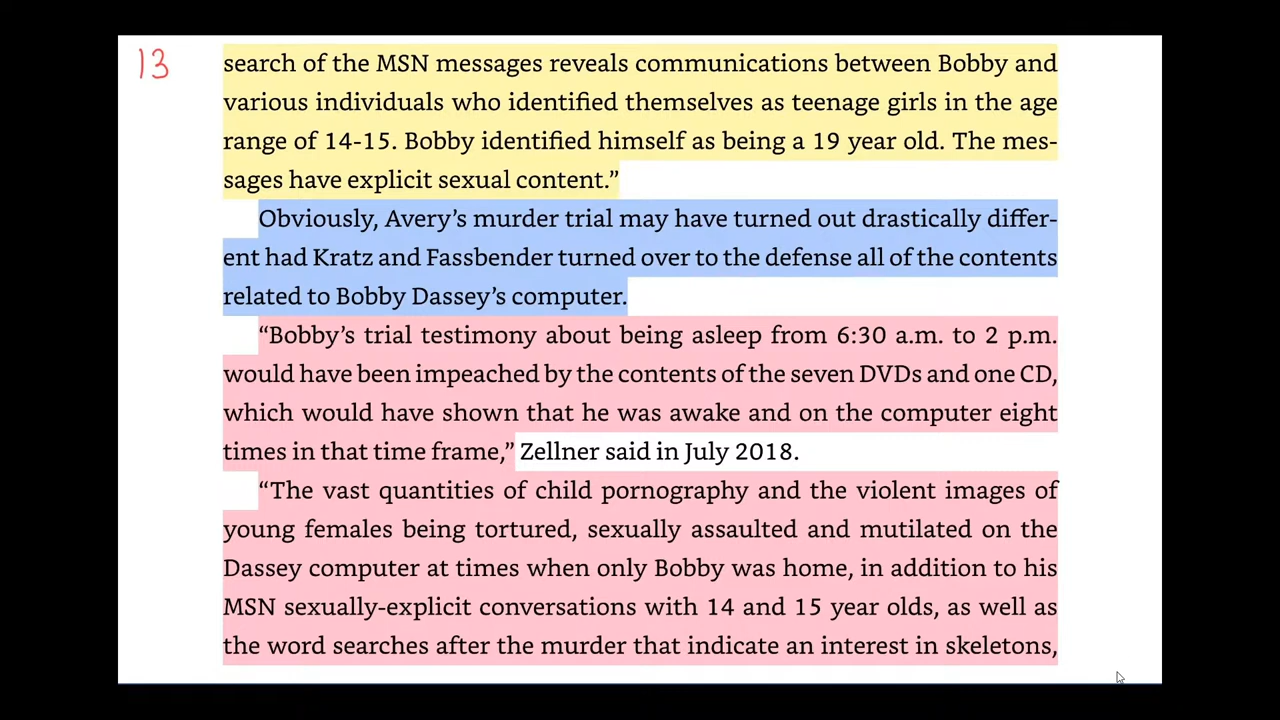 13
search of the MSN messages reveals communications between Bobby and
various individuals who identified themselves as teenage girls in the age
range of 14-15. Bobby identified himself as being a 19 year old. The mes-
sages have explicit sexual content.”
Obviously, Avery’s murder trial may have turned out drastically differ-
ent had Kratz and Fassbender turned over to the defense all of the contents
related to Bobby Dassey’s computer.
“Bobby’s trial testimony about being asleep from 6:30 a.m. to 2 p.m.
would have been impeached by the contents of the seven DVDs and one CD,
which would have shown that he was awake and on the computer eight
times in that time frame,” Zellner said in July 2018.
“The vast quantities of child pornography and the violent images of
young females being tortured, sexually assaulted and mutilated on the
Dassey computer at times when only Bobby was home, in addition to his
MSN sexually-explicit conversations with 14 and 15 year olds, as well as
the word searches after the murder that indicate an interest in skeletons,